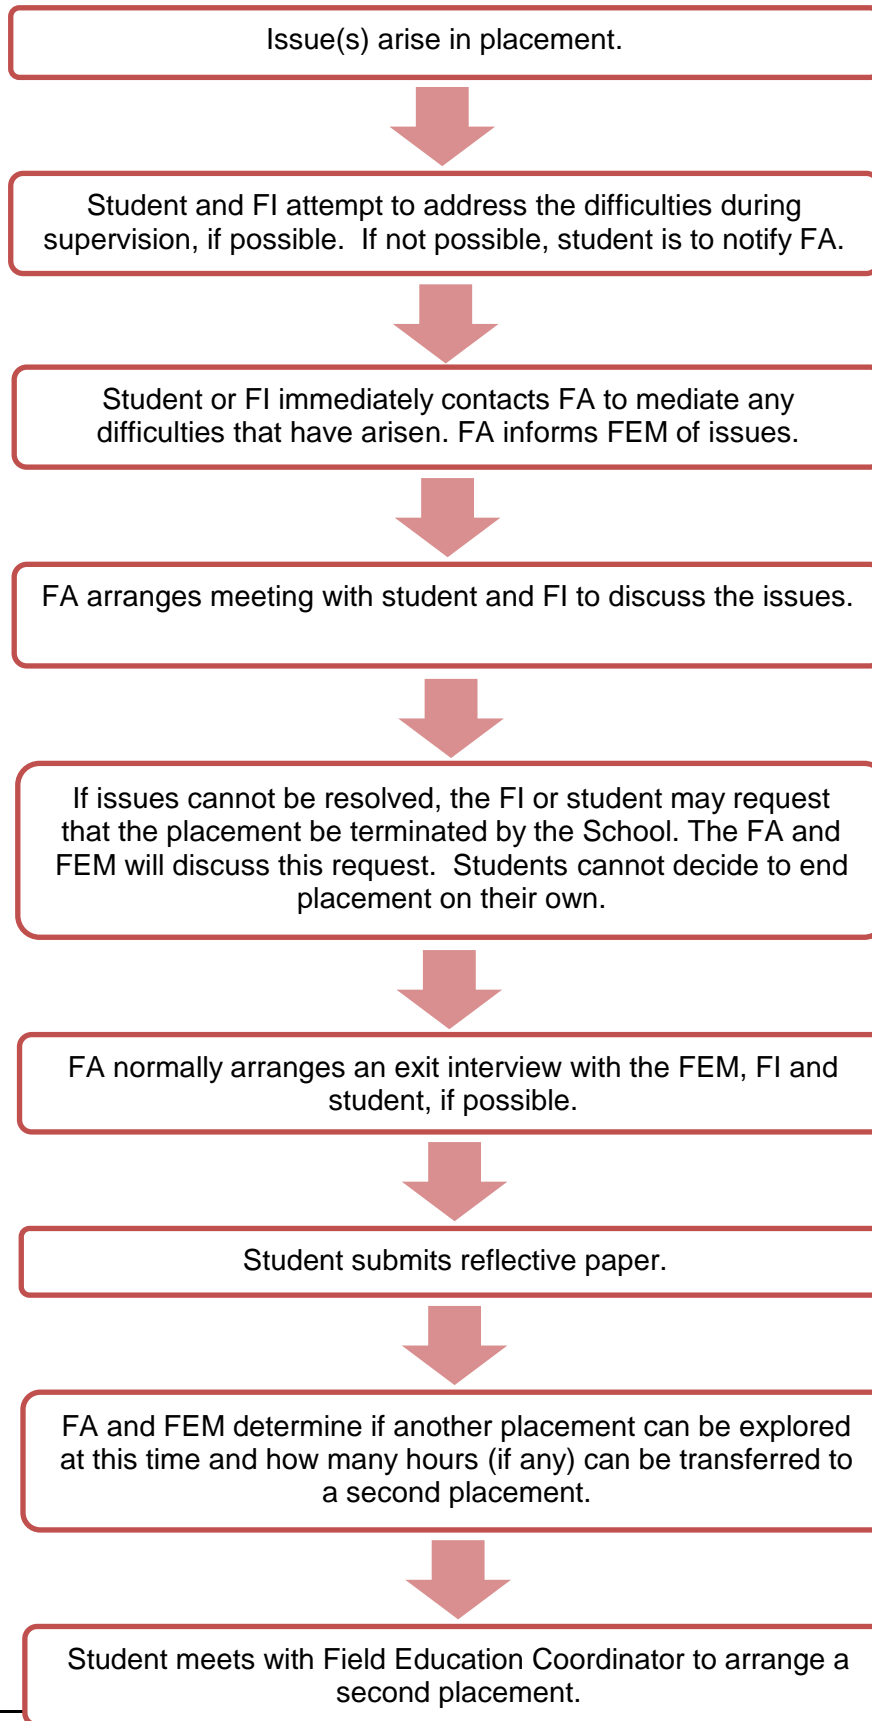 Issue(s) arise in placement.
Student and FI attempt to address the difficulties during
supervision, if possible.  If not possible, student is to notify FA.
Student or FI immediately contacts FA to mediate any
difficulties that have arisen. FA informs FEM of issues.
FA arranges meeting with student and FI to discuss the issues.
If issues cannot be resolved, the FI or student may request
that the placement be terminated by the School. The FA and
FEM will discuss this request.  Students cannot decide to end
placement on their own.
FA normally arranges an exit interview with the FEM, FI and
student, if possible.
Student submits reflective paper.
FA and FEM determine if another placement can be explored
at this time and how many hours (if any) can be transferred to
a second placement.
Student meets with Field Education Coordinator to arrange a
second placement.